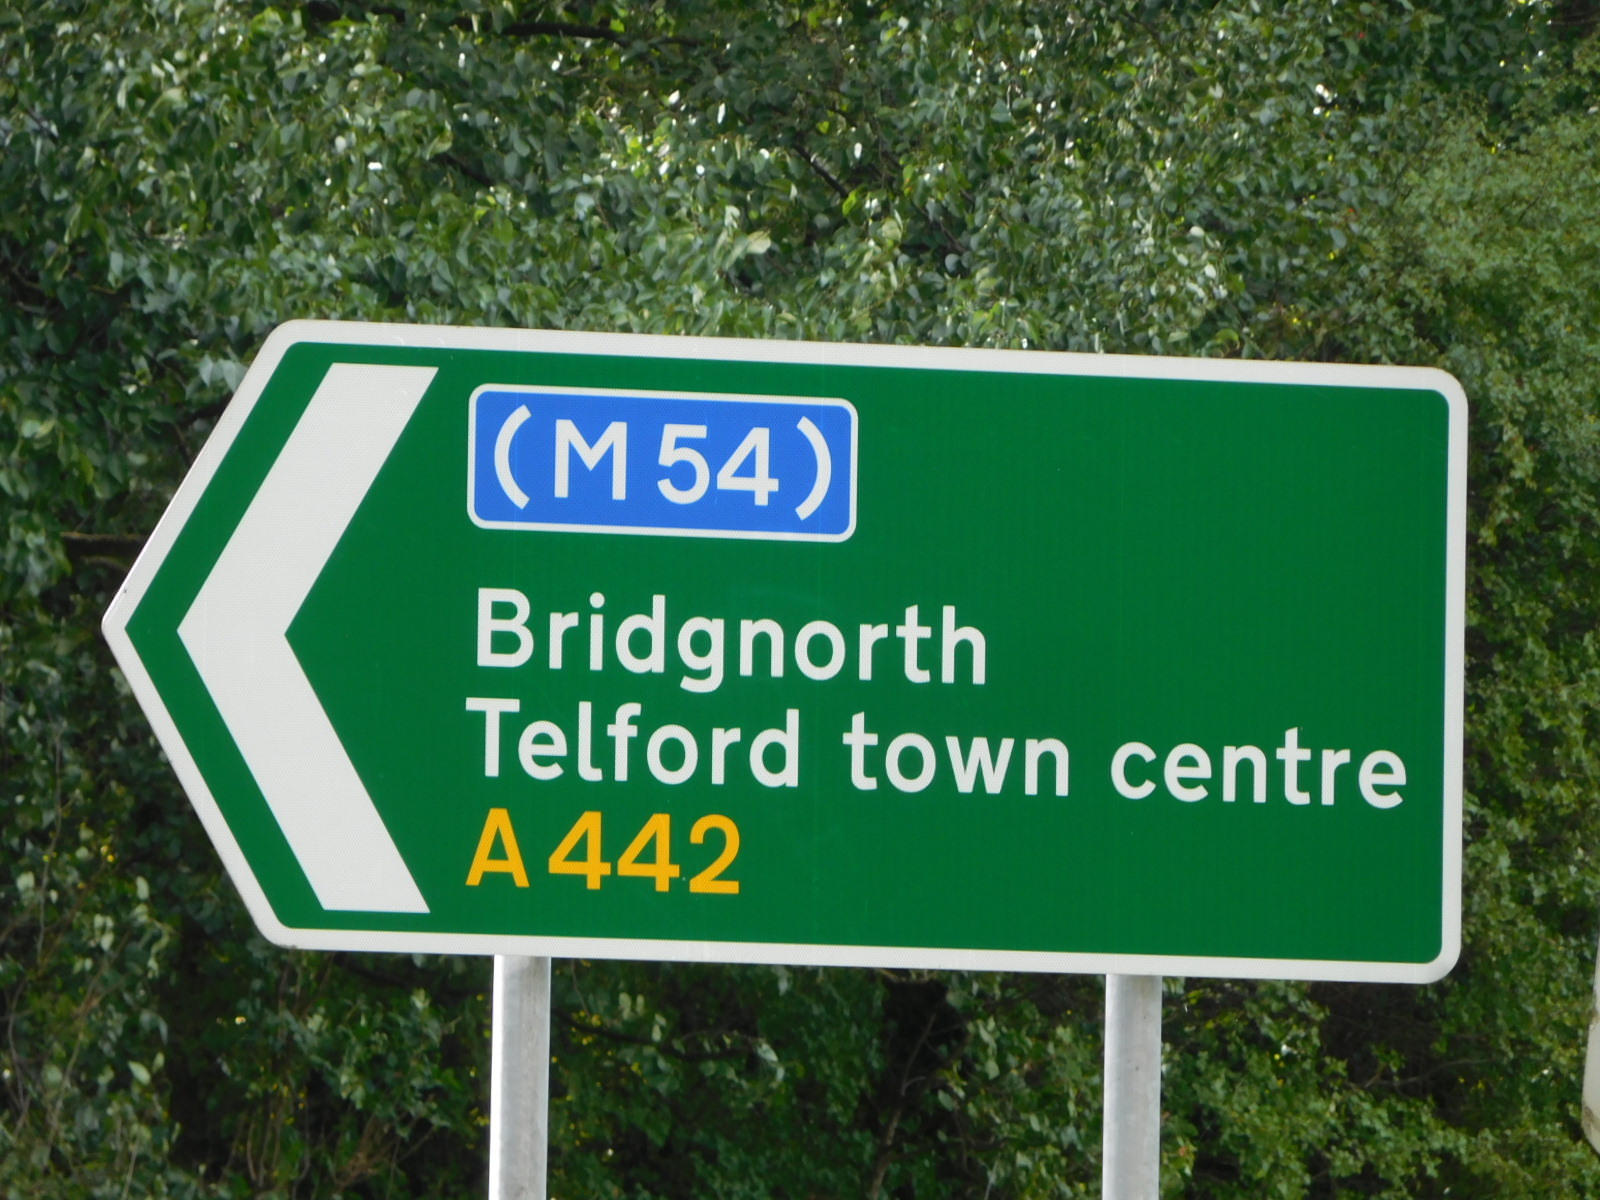 (M54)
Bridgnorth
Telford town centre
A442